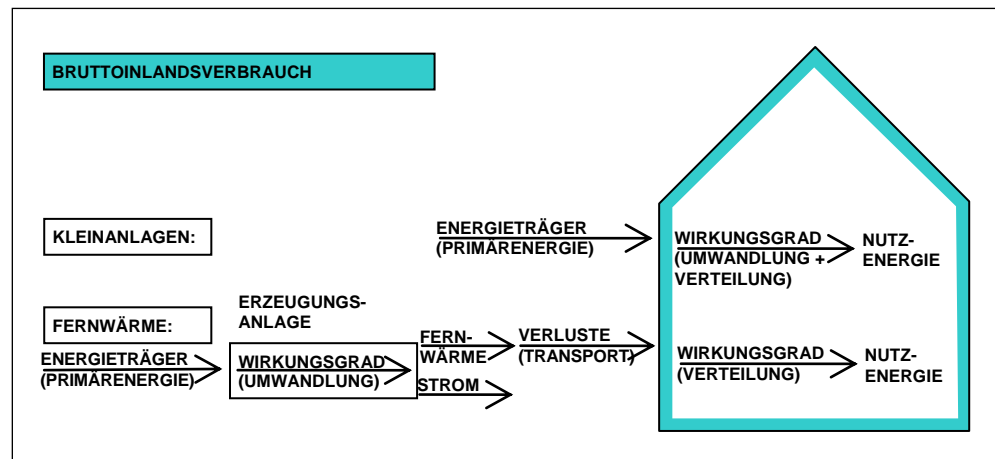 BRUTTOINLANDSVERBRAUCH
KLEINANLAGEN:
ENERGIETRÄGER
(PRIMÄRENERGIE)
WIRKUNGSGRAD
(UMWANDLUNG +
VERTEILUNG)
NUTZ-
ENERGIE
FERNWÄRME:
ENERGIETRÄGER
(PRIMÄRENERGIE)
ERZEUGUNGS-
ANLAGE
WIRKUNGSGRAD
(UMWANDLUNG)
FERN-
WÄRME
STROM
VERLUSTE
(TRANSPORT)
WIRKUNGSGRAD
(VERTEILUNG)
NUTZ-
ENERGIE